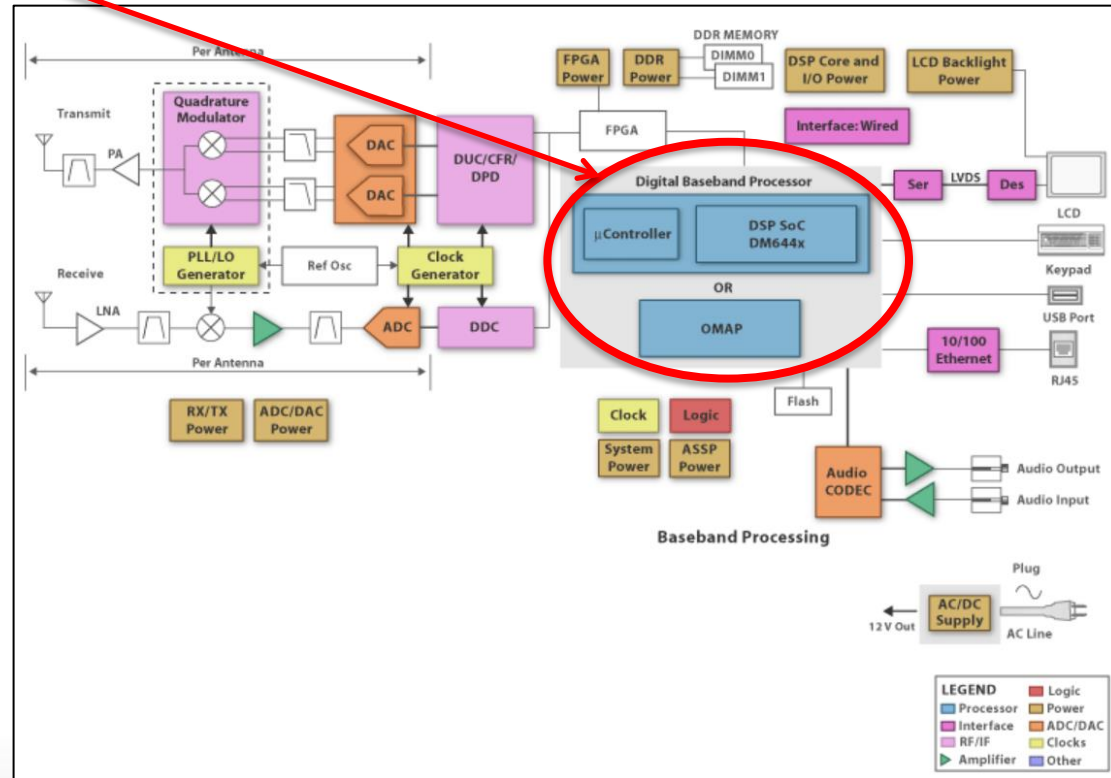 Per Antenna
Transmit
PA
Quadrature
Modulator
DAC
DAC
DUC/CFR/
DPD
PLL/LO
Generator
Ref Osc
Clock
Generator
Receive
LNA
ADC
DDC
Per Antenna
RX/TX
Power
ADC/DAC
Power
FPGA
Power
DDR
Power
DDR MEMORY
DIMM0
DIMM1
DSP Core and
I/O Power
LCD Backlight
Power
FPGA
Interface: Wired
Digital Baseband Processor
µController
DSP SoC
DM644x
OR
OMAP
Ser
LVDS
Des
LCD
Keypad
USB Port
10/100
Ethernet
RJ45
Flash
Clock
Logic
System
Power
ASSP
Power
Audio
CODEC
Audio Output
Audio Input
Baseband Processing
Plug
12 V Out
AC/DC
Supply
AC Line
LEGEND
Processor
Interface
RF/IF
Amplifier
Logic
Power
ADC/DAC
Clocks
Other